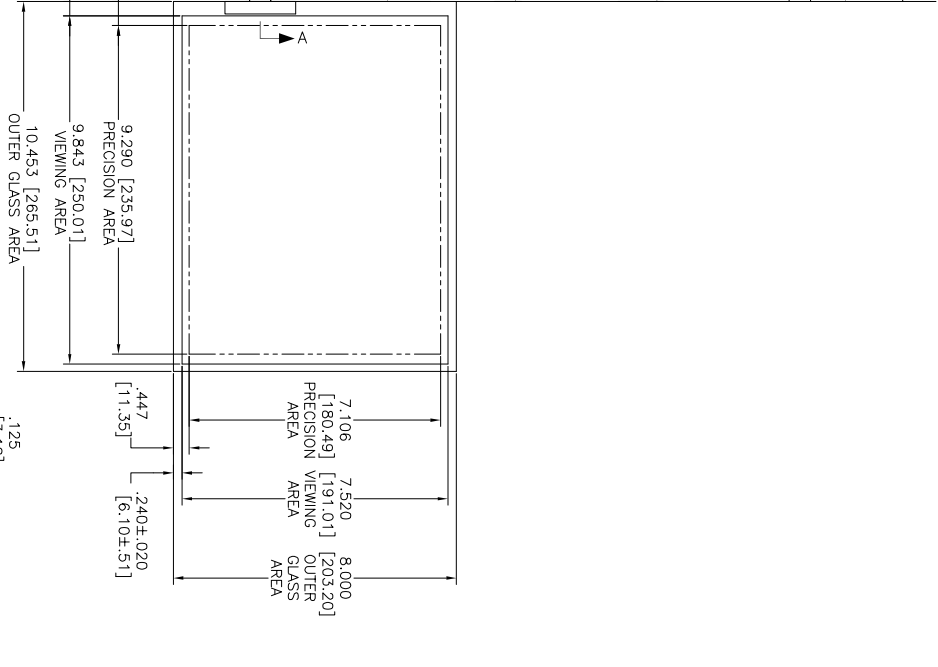 A
9.290 [235.97]
PRECISION AREA
9.843 [250.01]
VIEWING AREA
10.453 [265.51]
OUTER GLASS AREA
.447
[11.35]
.240±.020
[6.10±.51]
7.106
[180.49]
PRECISION
AREA
7.520
[191.01]
VIEWING
AREA
8.000
[203.20]
OUTER
GLASS
AREA
.125